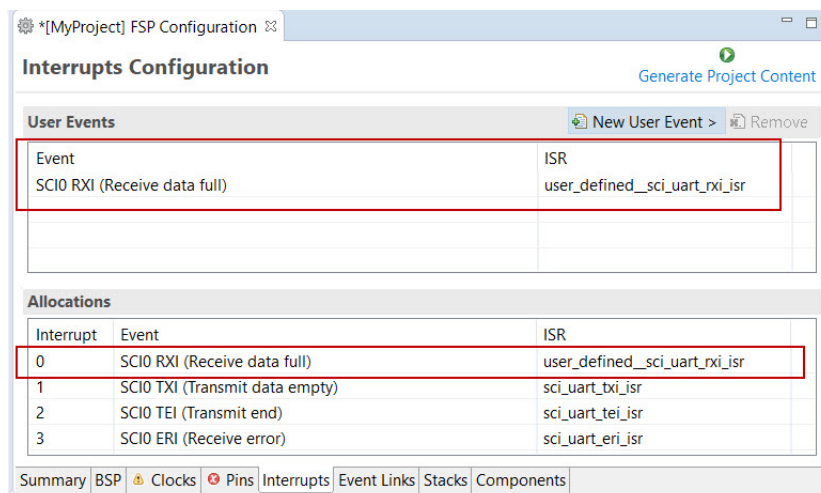 *[MyProject] FSP Configuration
Interrupts Configuration
Generate Project Content
User Events
New User Event > Remove
Event ISR
SCI0 RXI (Receive data full) user_defined__sci_uart_rxi_isr
Allocations
Interrupt Event ISR
0 SCI0 RXI (Receive data full) user_defined__sci_uart_rxi_isr
1 SCI0 TXI (Transmit data empty) sci_uart_txi_isr
2 SCI0 TEI (Transmit end) sci_uart_tei_isr
3 SCI0 ERI (Receive error) sci_uart_eri_isr
Summary BSP Clocks Pins Interrupts Event Links Stacks Components